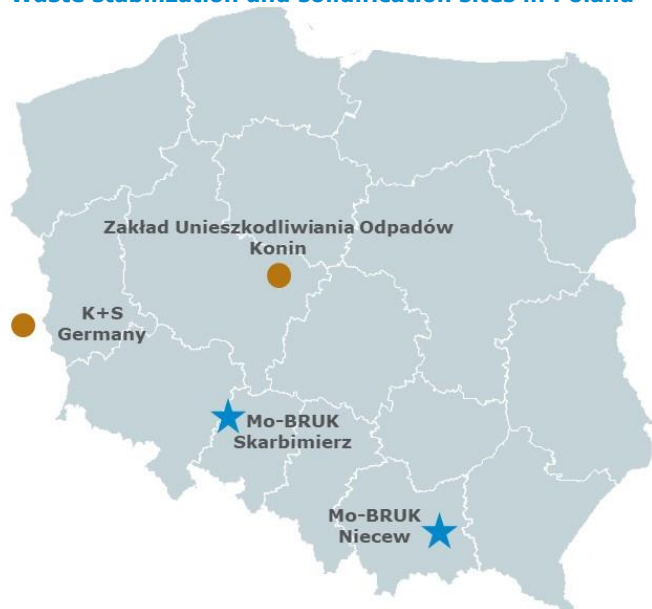 Waste stabilization and solidification sites in Poland
Zakład Unieszkodliwiania Odpadów
Konin
K+S
Germany
Mo-BRUK
Skarbimierz
Mo-BRUK
Niecew